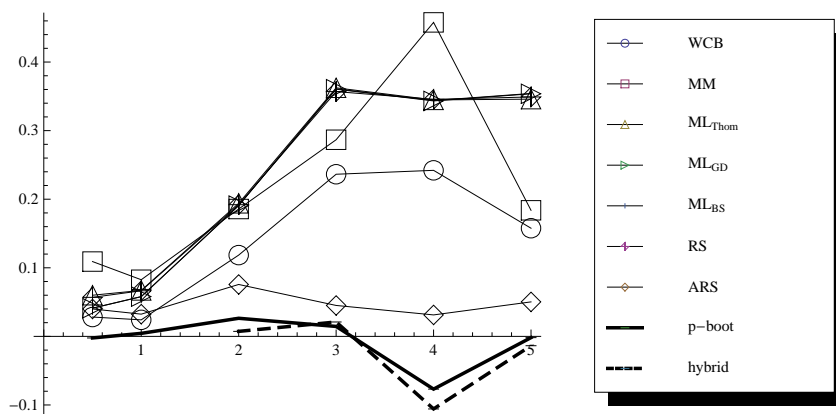 0.4
0.3
0.2
0.1
-0.1
1 2 3 4 5
WCB
MM
ML_Thom
ML_GD
ML_BS
RS
ARS
p-boot
hybrid